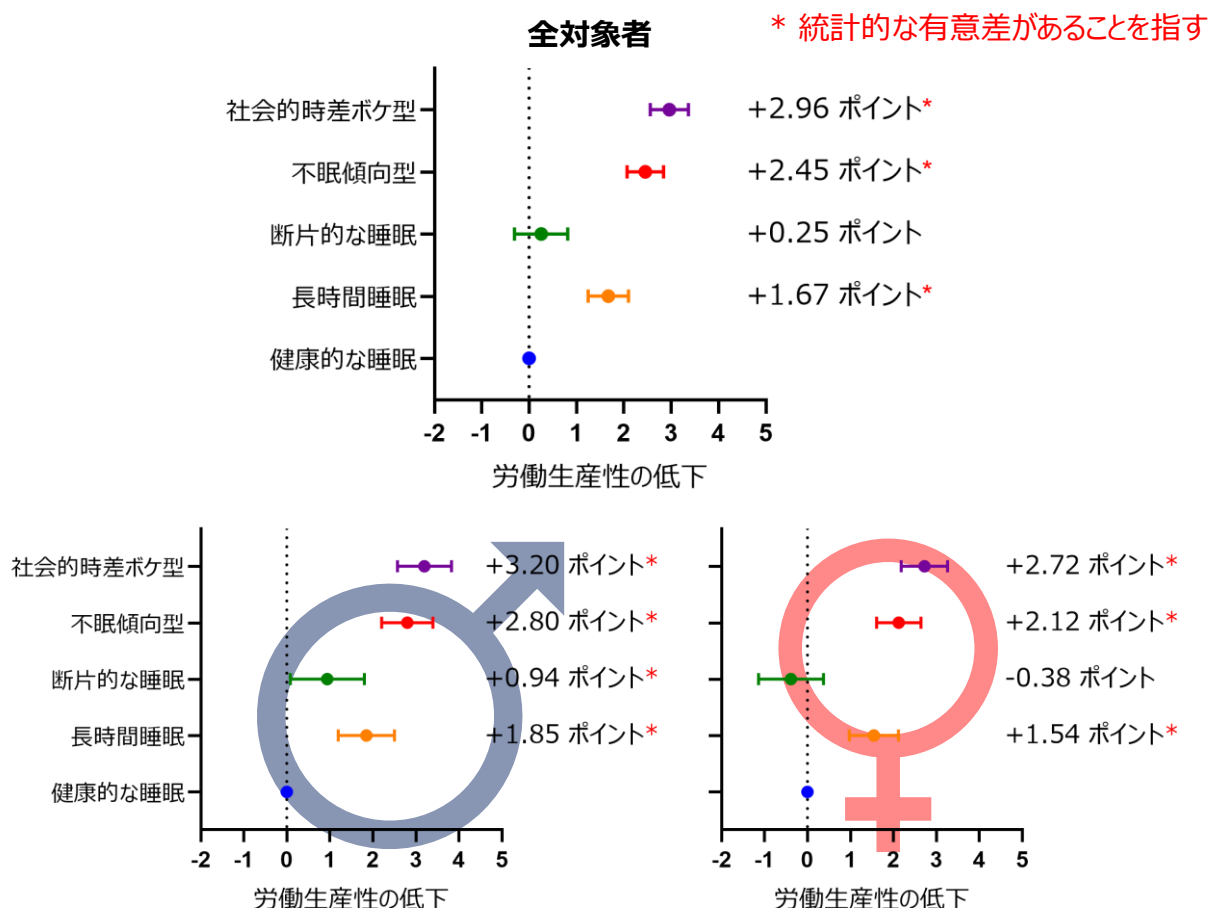 全対象者
* 統計的な有意差があることを指す
社会的時差ボケ型 +2.96 ポイント*
不眠傾向型 +2.45 ポイント*
断片的な睡眠 +0.25 ポイント
長時間睡眠 +1.67 ポイント*
健康的な睡眠
-2 -1 0 1 2 3 4 5
労働生産性の低下
社会的時差ボケ型 +3.20 ポイント*
不眠傾向型 +2.80 ポイント*
断片的な睡眠 +0.94 ポイント*
長時間睡眠 +1.85 ポイント*
健康的な睡眠
-2 -1 0 1 2 3 4 5
労働生産性の低下
+2.72 ポイント*
+2.12 ポイント*
-0.38 ポイント
+1.54 ポイント*
-2 -1 0 1 2 3 4 5
労働生産性の低下